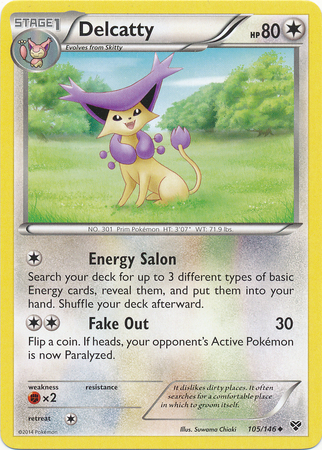 STAGE1 Delcatty HP 80
Evolves from Skitty
NO. 301 Prim Pokémon HT: 3'07" WT: 71.9 lbs.
Energy Salon
Search your deck for up to 3 different types of basic
Energy cards, reveal them, and put them into your
hand. Shuffle your deck afterward.
Fake Out 30
Flip a coin. If heads, your opponent's Active Pokémon
is now Paralyzed.
weakness resistance
×2
retreat
It dislikes dirty places. It often
searches for a comfortable place
in which to groom itself.
©2014 Pokémon
Illus. Suwama Chiaki 105/146
XY